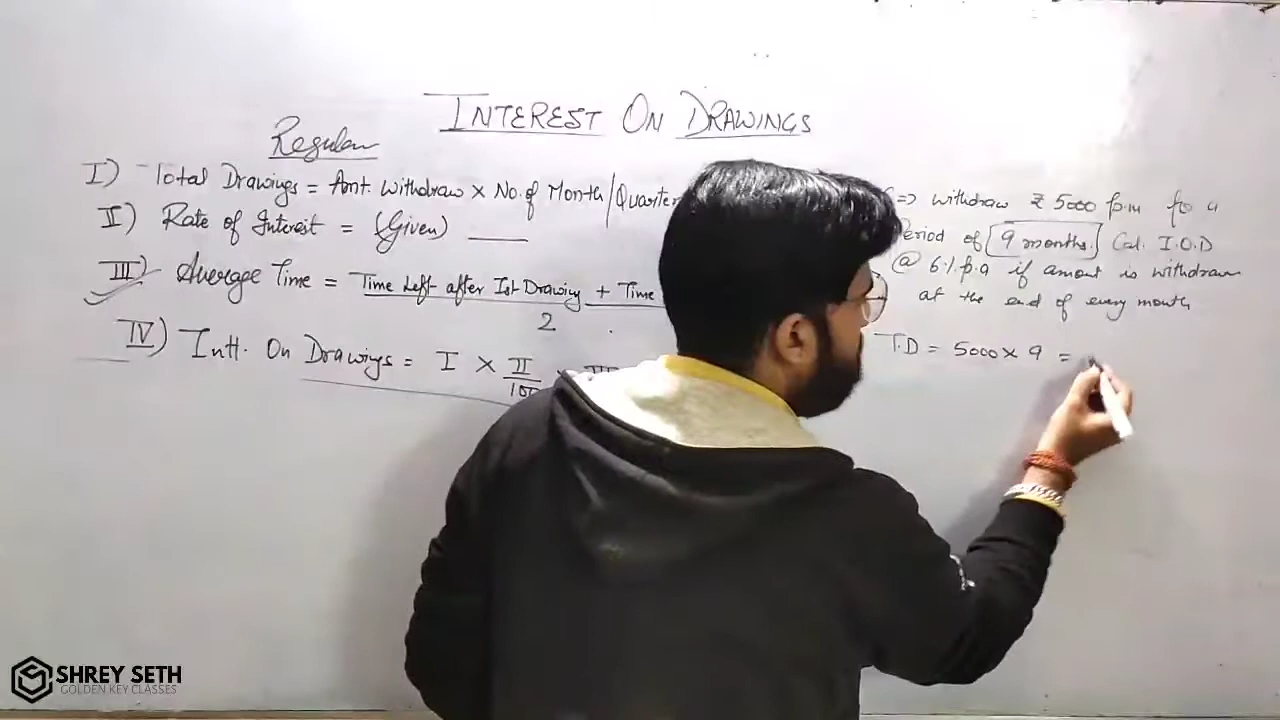 INTEREST ON DRAWINGS
Regular
I) Total Drawings = Amt. withdraw × No. of Month/Quarter
II) Rate of Interest = (Given)
III) Average Time = Time Left after Ist Drawing + Time
2
IV) Intt. On Drawings = I × II
100
=> withdraw ₹ 5000 p.m for a
Period of 9 months. Cal. I.O.D
@ 6%p.a if amount is withdraw
at the end of every month
T.D = 5000 × 9 =
SHREY SETH
GOLDEN KEY CLASSES